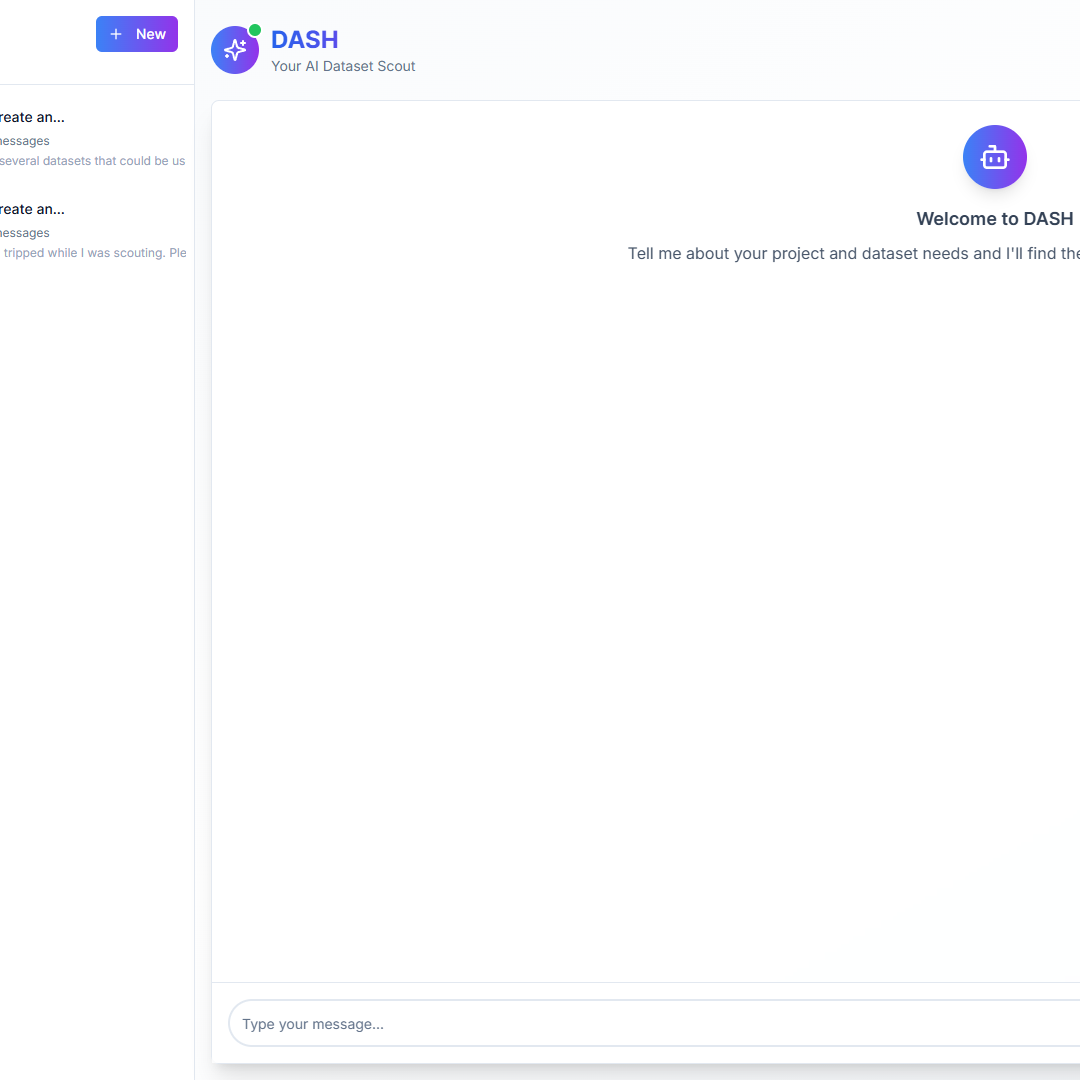 New
reate an...
nessages
several datasets that could be us
reate an...
nessages
tripped while I was scouting. Ple
DASH
Your AI Dataset Scout
Welcome to DASH
Tell me about your project and dataset needs and I'll find the
Type your message...